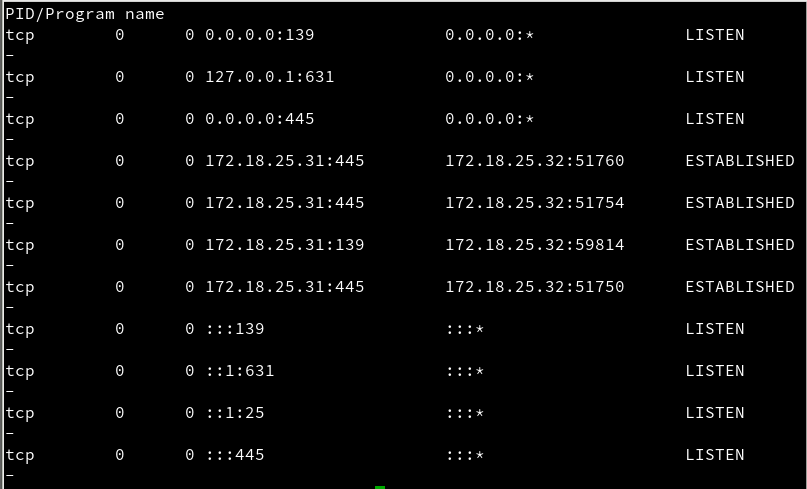 PID/Program name
tcp 0 0 0.0.0.0:139 0.0.0.0:* LISTEN
-
tcp 0 0 127.0.0.1:631 0.0.0.0:* LISTEN
-
tcp 0 0 0.0.0.0:445 0.0.0.0:* LISTEN
-
tcp 0 0 172.18.25.31:445 172.18.25.32:51760 ESTABLISHED
-
tcp 0 0 172.18.25.31:445 172.18.25.32:51754 ESTABLISHED
-
tcp 0 0 172.18.25.31:139 172.18.25.32:59814 ESTABLISHED
-
tcp 0 0 172.18.25.31:445 172.18.25.32:51750 ESTABLISHED
-
tcp 0 0 :::139 :::* LISTEN
-
tcp 0 0 ::1:631 :::* LISTEN
-
tcp 0 0 ::1:25 :::* LISTEN
-
tcp 0 0 :::445 :::* LISTEN
-